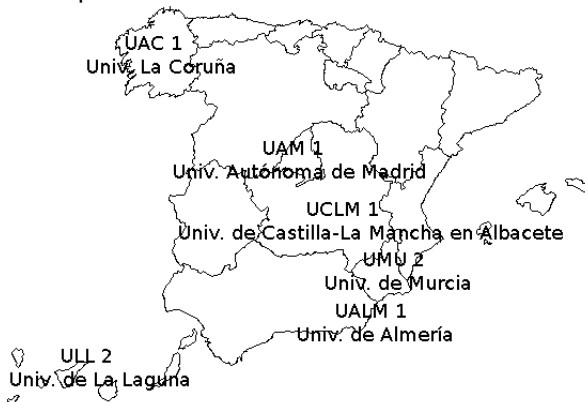 UAC 1
Univ. La Coruña
UAM 1
Univ. Autónoma de Madrid
UCLM 1
Univ. de Castilla-La Mancha en Albacete
UMU 2
Univ. de Murcia
UALM 1
Univ. de Almería
ULL 2
Univ. de La Laguna